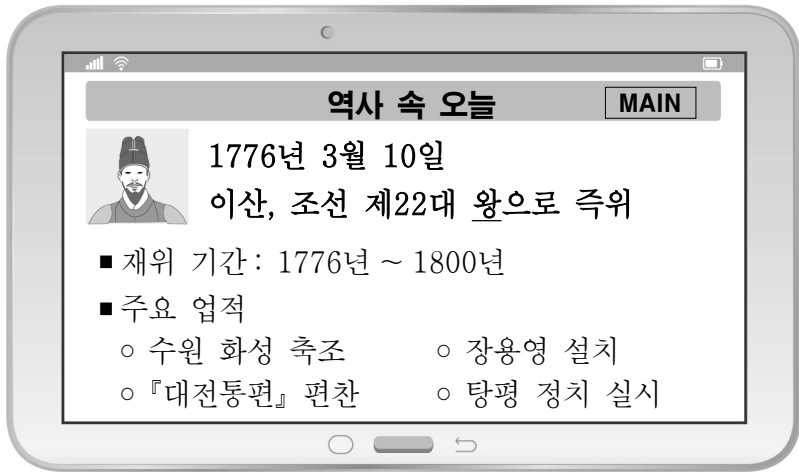 역사 속 오늘 MAIN
1776년 3월 10일
이산, 조선 제22대 왕으로 즉위
■ 재위 기간 : 1776년 ~ 1800년
■ 주요 업적
○ 수원 화성 축조 ○ 장용영 설치
○ 『대전통편』 편찬 ○ 탕평 정치 실시